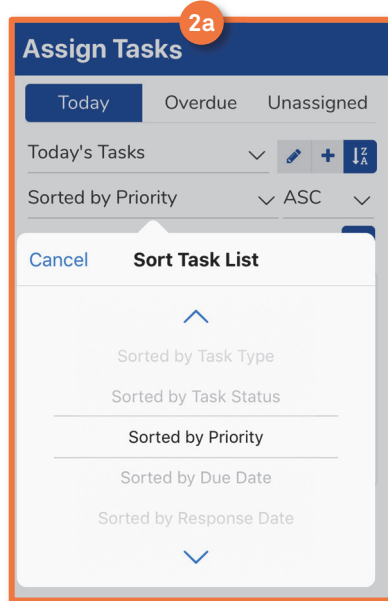 2a
Assign Tasks
Today Overdue Unassigned
Today's Tasks
Sorted by Priority ASC
Cancel Sort Task List
Sorted by Task Type
Sorted by Task Status
Sorted by Priority
Sorted by Due Date
Sorted by Response Date